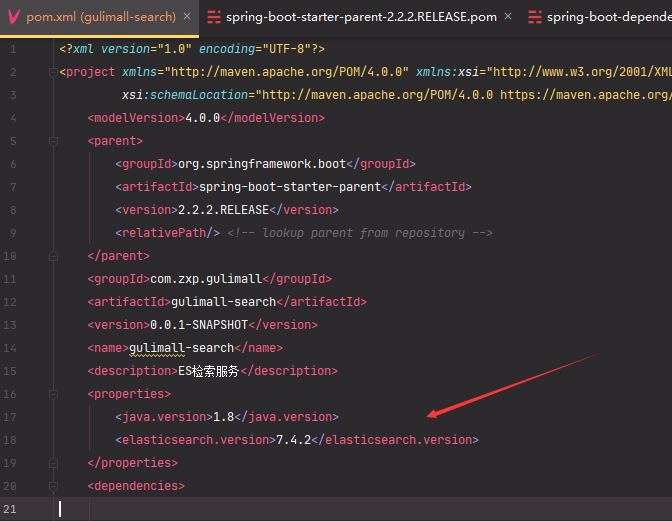 pom.xml (gulimall-search)
spring-boot-starter-parent-2.2.2.RELEASE.pom
spring-boot-depende
1 <?xml version="1.0" encoding="UTF-8"?>
2 <project xmlns="http://maven.apache.org/POM/4.0.0" xmlns:xsi="http://www.w3.org/2001/XML
3 xsi:schemaLocation="http://maven.apache.org/POM/4.0.0 https://maven.apache.org/
4 <modelVersion>4.0.0</modelVersion>
5 <parent>
6 <groupId>org.springframework.boot</groupId>
7 <artifactId>spring-boot-starter-parent</artifactId>
8 <version>2.2.2.RELEASE</version>
9 <relativePath/> <!-- lookup parent from repository -->
10 </parent>
11 <groupId>com.zxp.gulimall</groupId>
12 <artifactId>gulimall-search</artifactId>
13 <version>0.0.1-SNAPSHOT</version>
14 <name>gulimall-search</name>
15 <description>ES检索服务</description>
16 <properties>
17 <java.version>1.8</java.version>
18 <elasticsearch.version>7.4.2</elasticsearch.version>
19 </properties>
20 <dependencies>
21